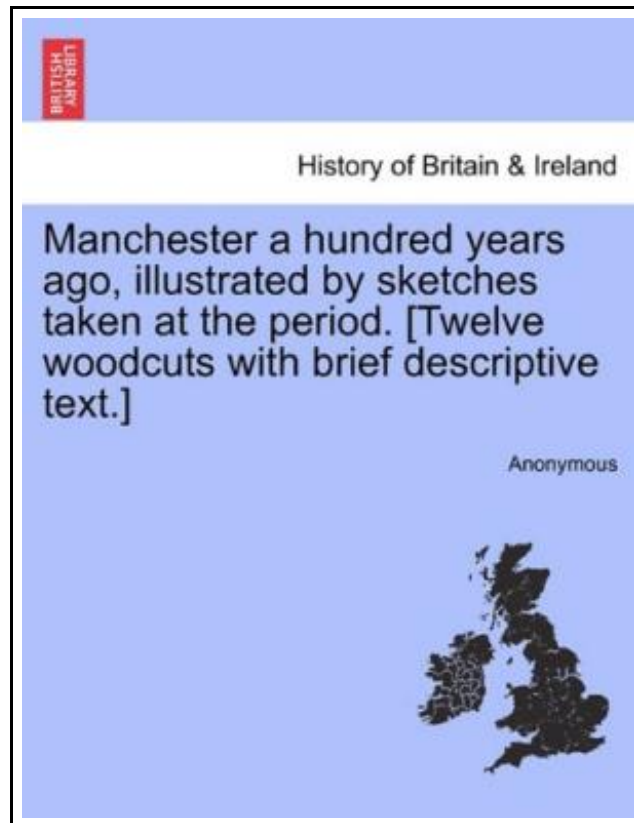 BRITISH
LIBRARY
History of Britain & Ireland
Manchester a hundred years
ago, illustrated by sketches
taken at the period. [Twelve
woodcuts with brief descriptive
text.]
Anonymous